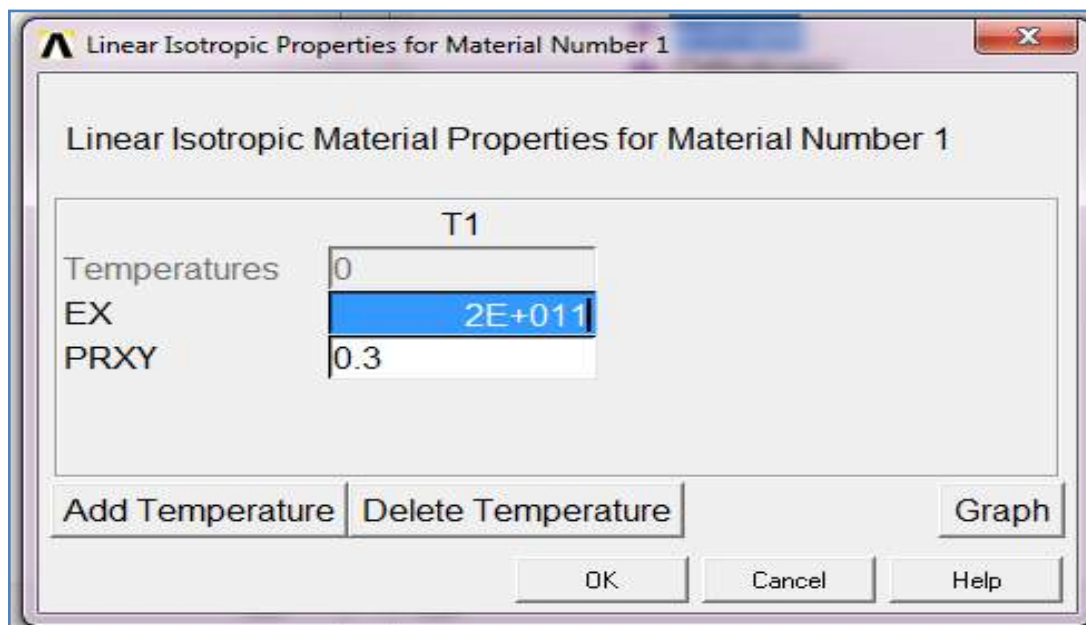 Linear Isotropic Properties for Material Number 1
Linear Isotropic Material Properties for Material Number 1
T1
Temperatures 0
EX 2E+011
PRXY 0.3
Add Temperature Delete Temperature Graph
OK Cancel Help